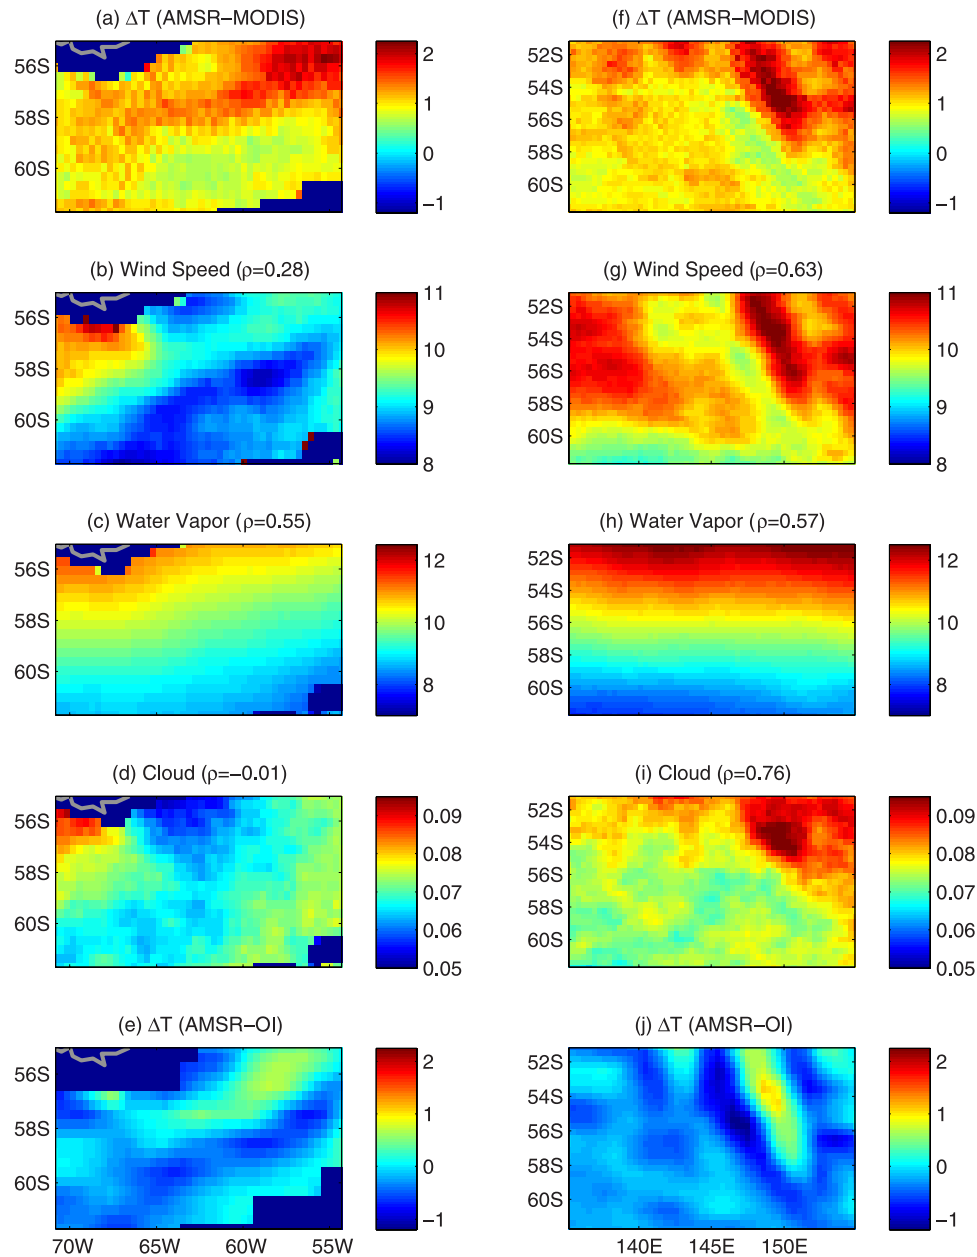 (a) ΔT (AMSR−MODIS)
56S
58S
60S
2
1
0
−1
(f) ΔT (AMSR−MODIS)
52S
54S
56S
58S
60S
2
1
0
−1
(b) Wind Speed (ρ=0.28)
56S
58S
60S
11
10
9
8
(g) Wind Speed (ρ=0.63)
52S
54S
56S
58S
60S
11
10
9
8
(c) Water Vapor (ρ=0.55)
56S
58S
60S
12
10
8
(h) Water Vapor (ρ=0.57)
52S
54S
56S
58S
60S
12
10
8
(d) Cloud (ρ=−0.01)
56S
58S
60S
0.09
0.08
0.07
0.06
0.05
(i) Cloud (ρ=0.76)
52S
54S
56S
58S
60S
0.09
0.08
0.07
0.06
0.05
(e) ΔT (AMSR−OI)
56S
58S
60S
70W 65W 60W 55W
2
1
0
−1
(j) ΔT (AMSR−OI)
52S
54S
56S
58S
60S
140E 145E 150E
2
1
0
−1